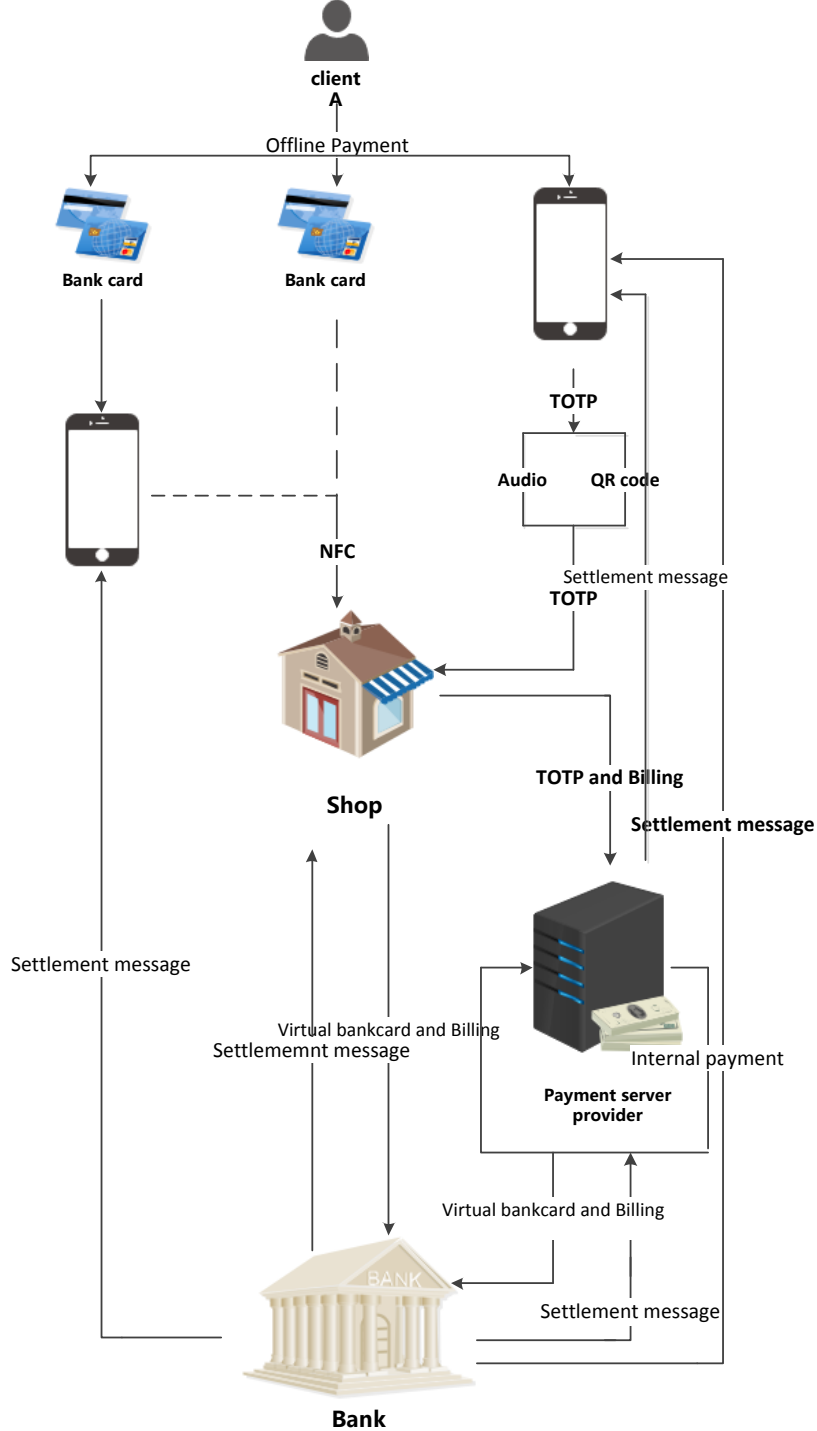 client
A
Offline Payment
Bank card
Bank card
TOTP
Audio
QR code
NFC
Settlement message
TOTP
TOTP and Billing
Shop
Settlement message
Settlement message
Virtual bankcard and Billing
Settlememnt message
Internal payment
Payment server
provider
Virtual bankcard and Billing
BANK
Settlement message
Bank